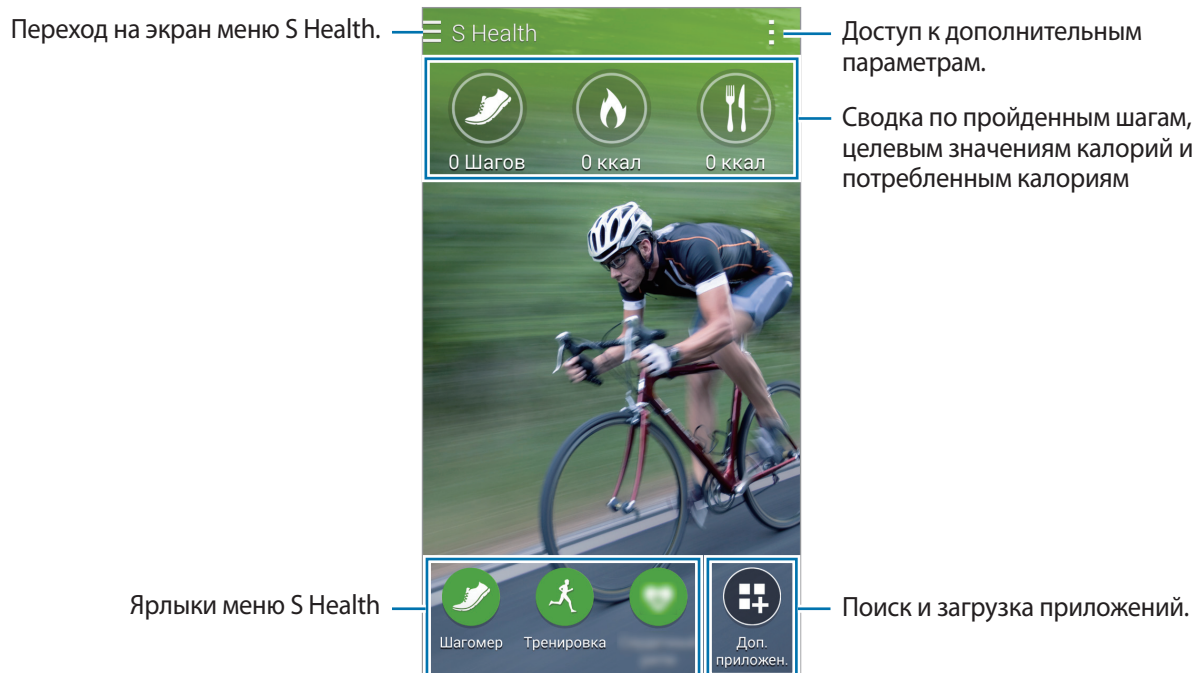 Переход на экран меню S Health.
S Health
Доступ к дополнительным
параметрам.
0 Шагов
0 ккал
0 ккал
Сводка по пройденным шагам,
целевым значениям калорий и
потребленным калориям
Ярлыки меню S Health
Шагомер
Тренировка
Доп.
приложен.
Поиск и загрузка приложений.